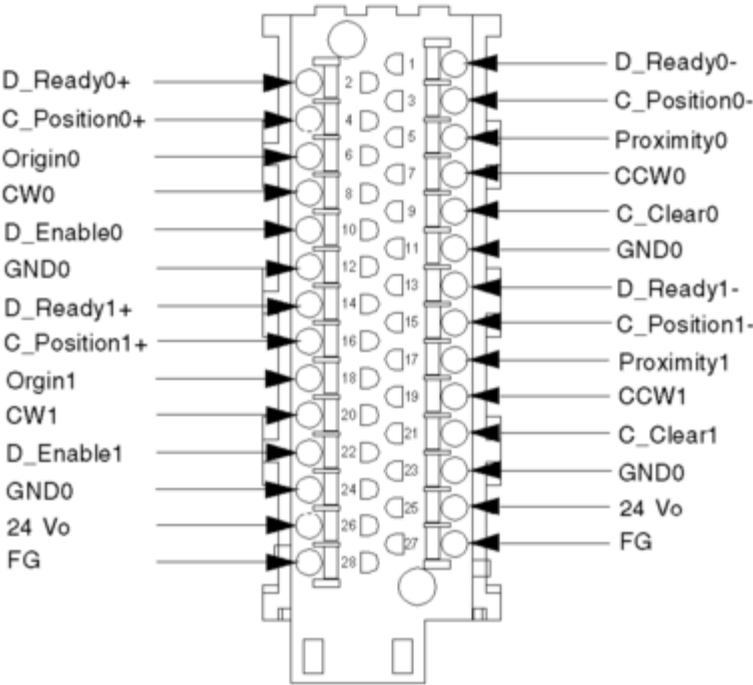 D_Ready0+
C_Position0+
Origin0
CW0
D_Enable0
GND0
D_Ready1+
C_Position1+
Orgin1
CW1
D_Enable1
GND0
24 Vo
FG
2
4
6
8
10
12
14
16
18
20
22
24
26
28
1
3
5
7
9
11
13
15
17
19
21
23
25
27
D_Ready0-
C_Position0-
Proximity0
CCW0
C_Clear0
GND0
D_Ready1-
C_Position1-
Proximity1
CCW1
C_Clear1
GND0
24 Vo
FG